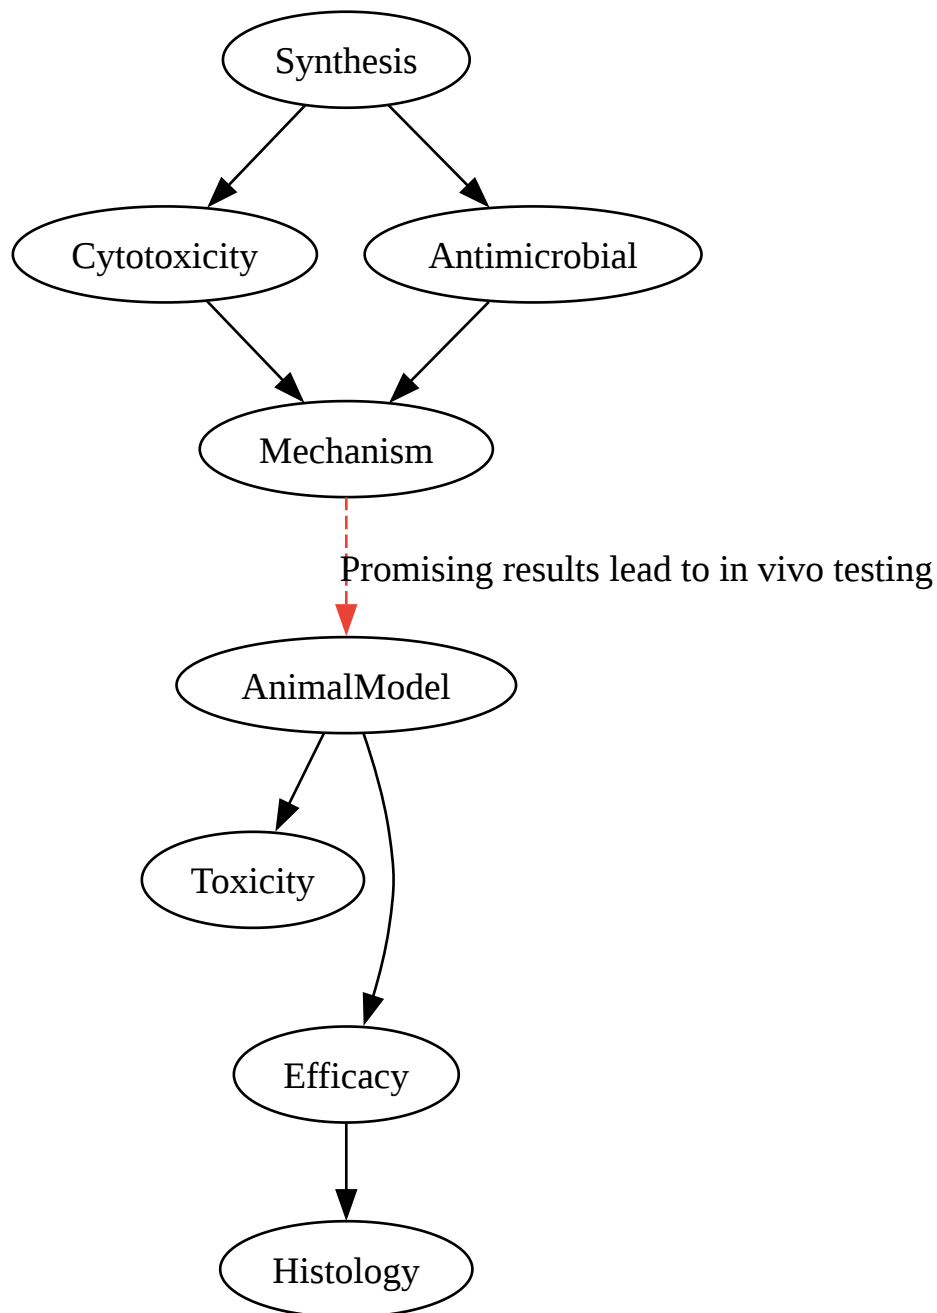 Synthesis
Cytotoxicity
Antimicrobial
Mechanism
Promising results lead to in vivo testing
AnimalModel
Toxicity
Efficacy
Histology